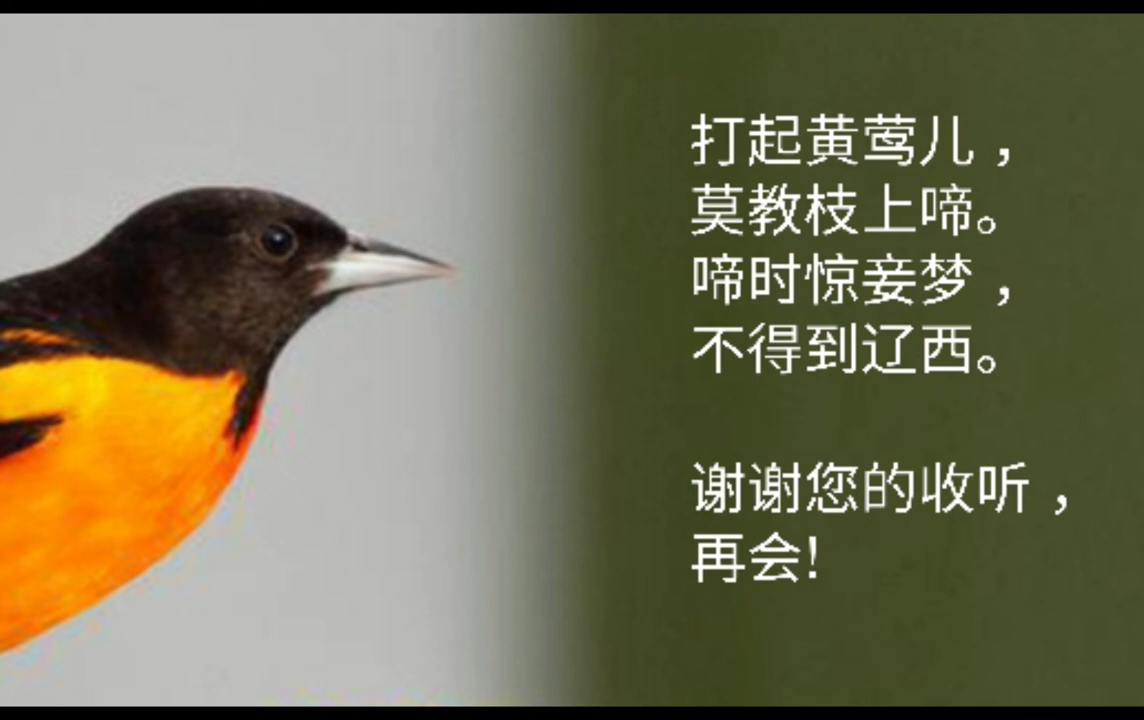 打起黄莺儿，
莫教枝上啼。
啼时惊妾梦，
不得到辽西。
谢谢您的收听，
再会!